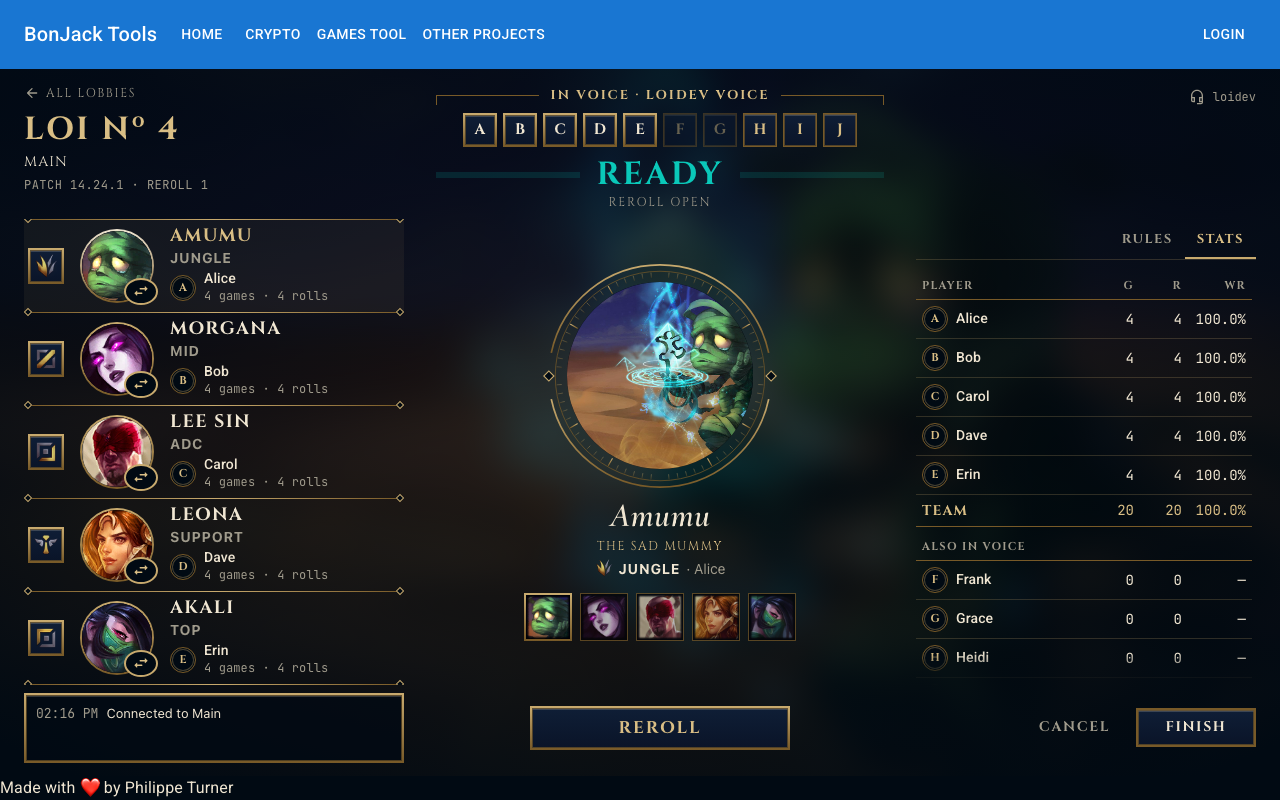 BonJack Tools HOME CRYPTO GAMES TOOL OTHER PROJECTS LOGIN
ALL LOBBIES
LOI Nº 4
MAIN
PATCH 14.24.1 · REROLL 1
IN VOICE · LOIDEV VOICE
A B C D E F G H I J
READY
REROLL OPEN
loidev
AMUMU
JUNGLE
A Alice
4 games · 4 rolls
MORGANA
MID
B Bob
4 games · 4 rolls
LEE SIN
ADC
C Carol
4 games · 4 rolls
LEONA
SUPPORT
D Dave
4 games · 4 rolls
AKALI
TOP
E Erin
4 games · 4 rolls
02:16 PM Connected to Main
Amumu
THE SAD MUMMY
JUNGLE · Alice
REROLL
RULES STATS
PLAYER G R WR
A Alice 4 4 100.0%
B Bob 4 4 100.0%
C Carol 4 4 100.0%
D Dave 4 4 100.0%
E Erin 4 4 100.0%
TEAM 20 20 100.0%
ALSO IN VOICE
F Frank 0 0 —
G Grace 0 0 —
H Heidi 0 0 —
CANCEL FINISH
Made with ❤️ by Philippe Turner